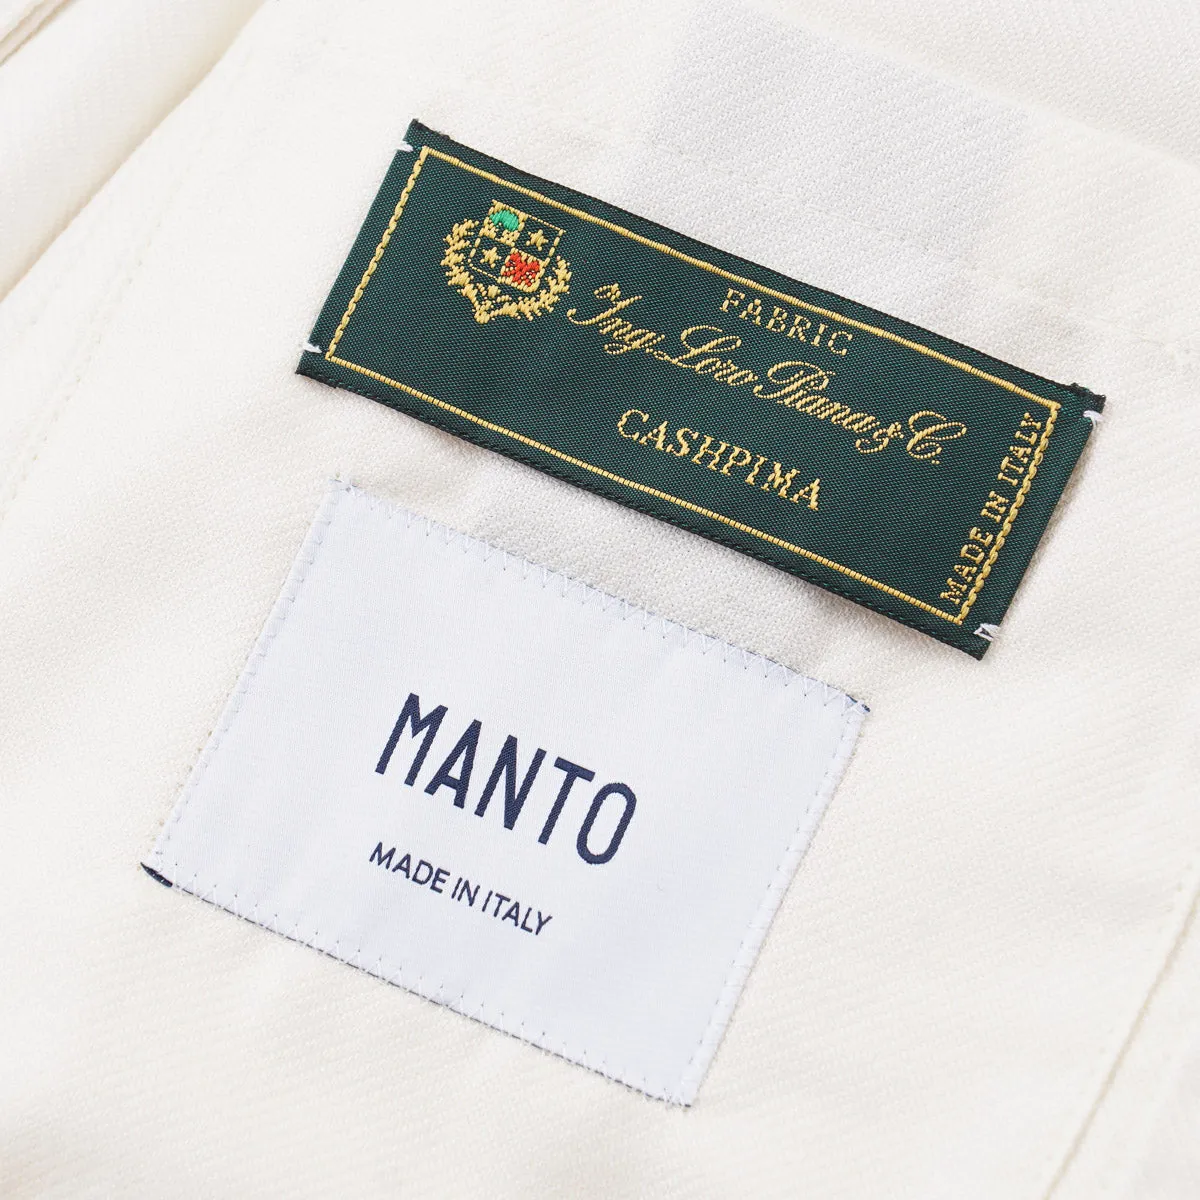 FABRIC
Ing. Loro Piana & C.
CASHPIMA
MADE IN ITALY
MANTO
MADE IN ITALY